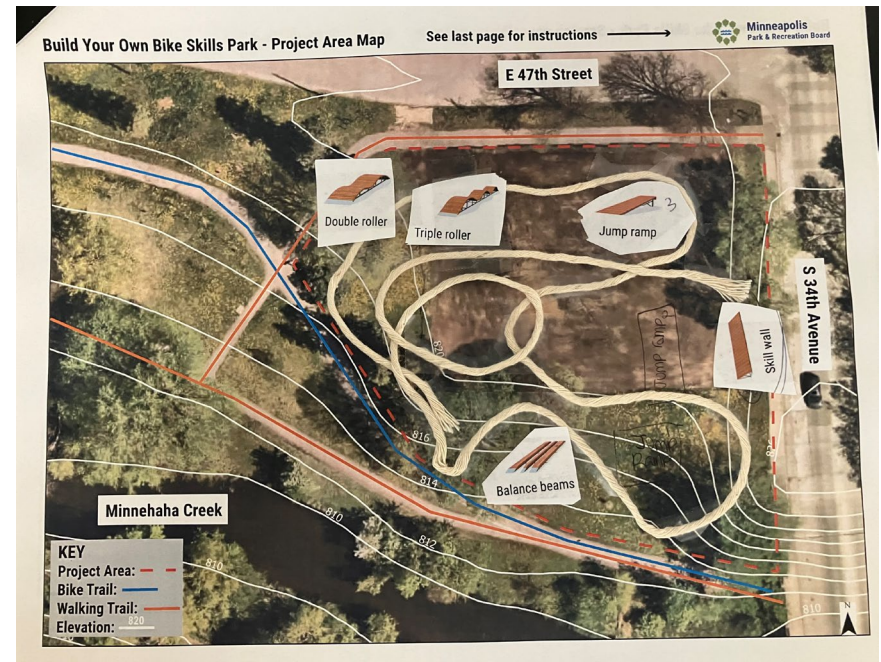 Build Your Own Bike Skills Park - Project Area Map
See last page for instructions
Minneapolis
Park & Recreation Board
E 47th Street
Double roller
Triple roller
Jump ramp
3
S 34th Avenue
Skill wall
820
816
814
Balance beams
Minnehaha Creek
810
812
810
KEY
Project Area:
Bike Trail:
Walking Trail:
Elevation: 820
810
N